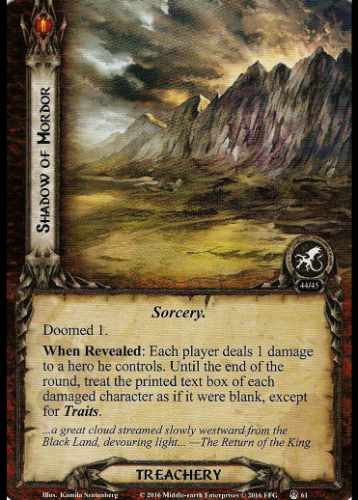 SHADOW OF MORDOR
44/45
Sorcery.
Doomed 1.
When Revealed: Each player deals 1 damage
to a hero he controls. Until the end of the
round, treat the printed text box of each
damaged character as if it were blank, except
for Traits.
...a great cloud streamed slowly westward from the
Black Land, devouring light... —The Return of the King
TREACHERY
Illus. Kamila Szutenberg © 2016 Middle-earth Enterprises © 2016 FFG 61